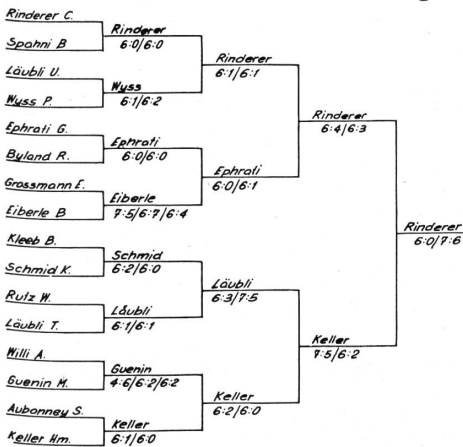 Rinderer C.
Spahni B
Läubli U.
Wyss P.
Ephrati G.
Byland R.
Grossmann E.
Eiberle B
Kleeb B.
Schmid K.
Rutz W.
Läubli T.
Willi A.
Guenin M.
Aubonney S.
Keller Hm.
Rinderer
6:0/6:0
Wyss
6:1/6:2
Ephrati
6:0/6:0
Eiberle
7:5/6:7/6:4
Schmid
6:2/6:0
Läubli
6:1/6:1
Guenin
4:6/6:2/6:2
Keller
6:1/6:0
Rinderer
6:1/6:1
Ephrati
6:0/6:1
Läubli
6:3/7:5
Keller
6:2/6:0
Rinderer
6:4/6:3
Keller
7:5/6:2
Rinderer
6:0/7:6